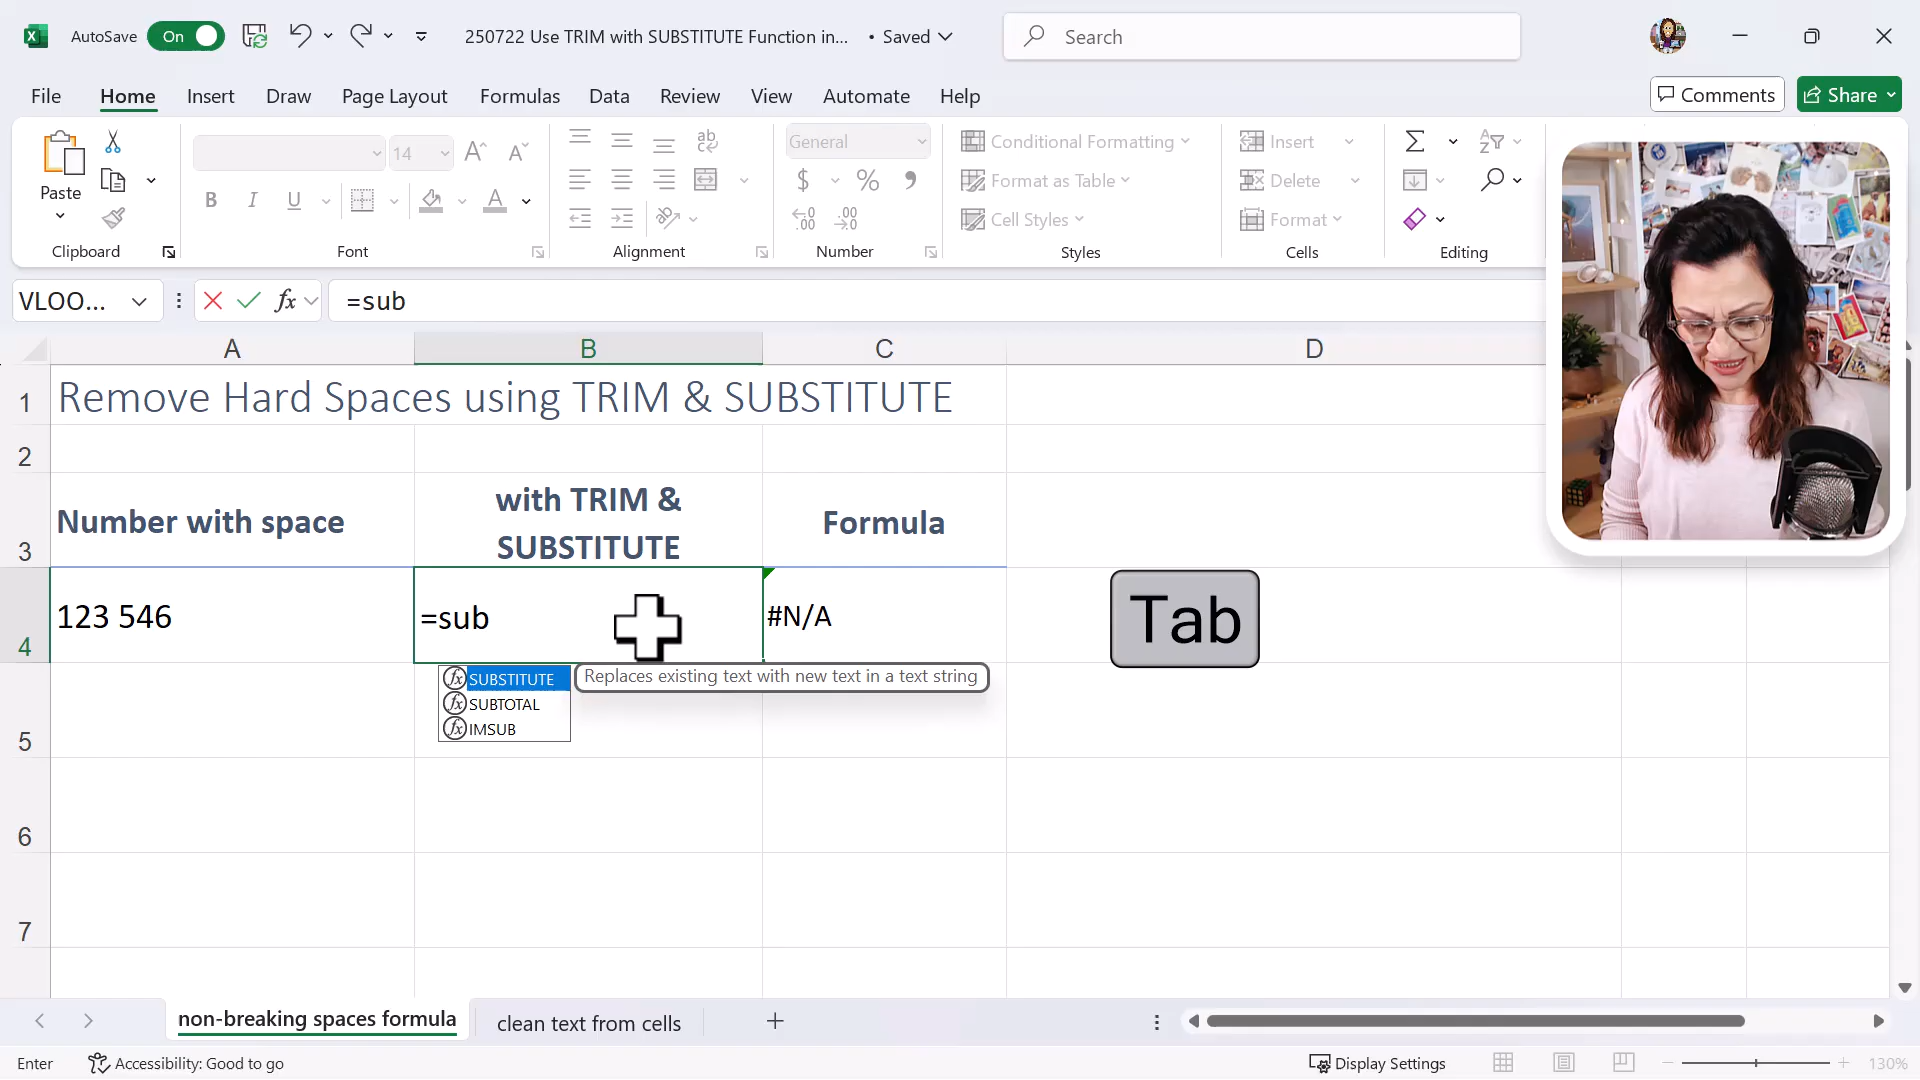 AutoSave On 250722 Use TRIM with SUBSTITUTE Function in... • Saved Search
File Home Insert Draw Page Layout Formulas Data Review View Automate Help Comments Share
Paste 14 General Conditional Formatting Insert
B I U $ % Format as Table Delete
Cell Styles Format
Clipboard Font Alignment Number Styles Cells Editing
VLOO... fx =sub
A B C D
1 Remove Hard Spaces using TRIM & SUBSTITUTE
2
3 Number with space with TRIM & SUBSTITUTE Formula
4 123 546 =sub #N/A Tab
SUBSTITUTE Replaces existing text with new text in a text string
SUBTOTAL
IMSUB
5
6
7
non-breaking spaces formula clean text from cells
Enter Accessibility: Good to go Display Settings 130%